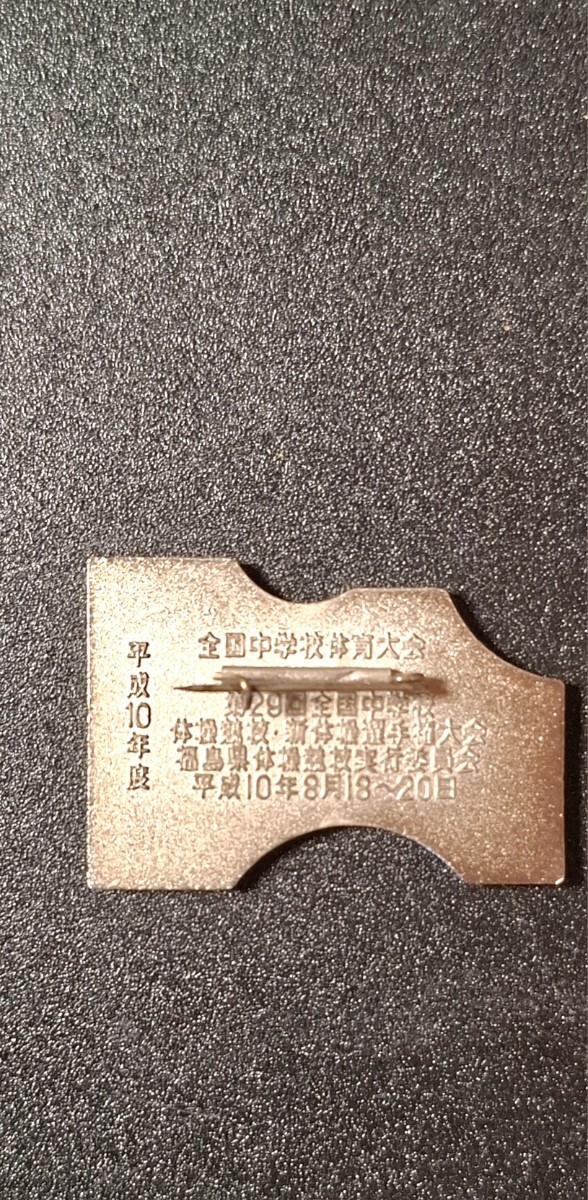 平成10年度
全国中学校体育大会
第29回全国中学校
体操競技・新体操選手権大会
福島県体操競技実行委員会
平成10年8月18〜20日